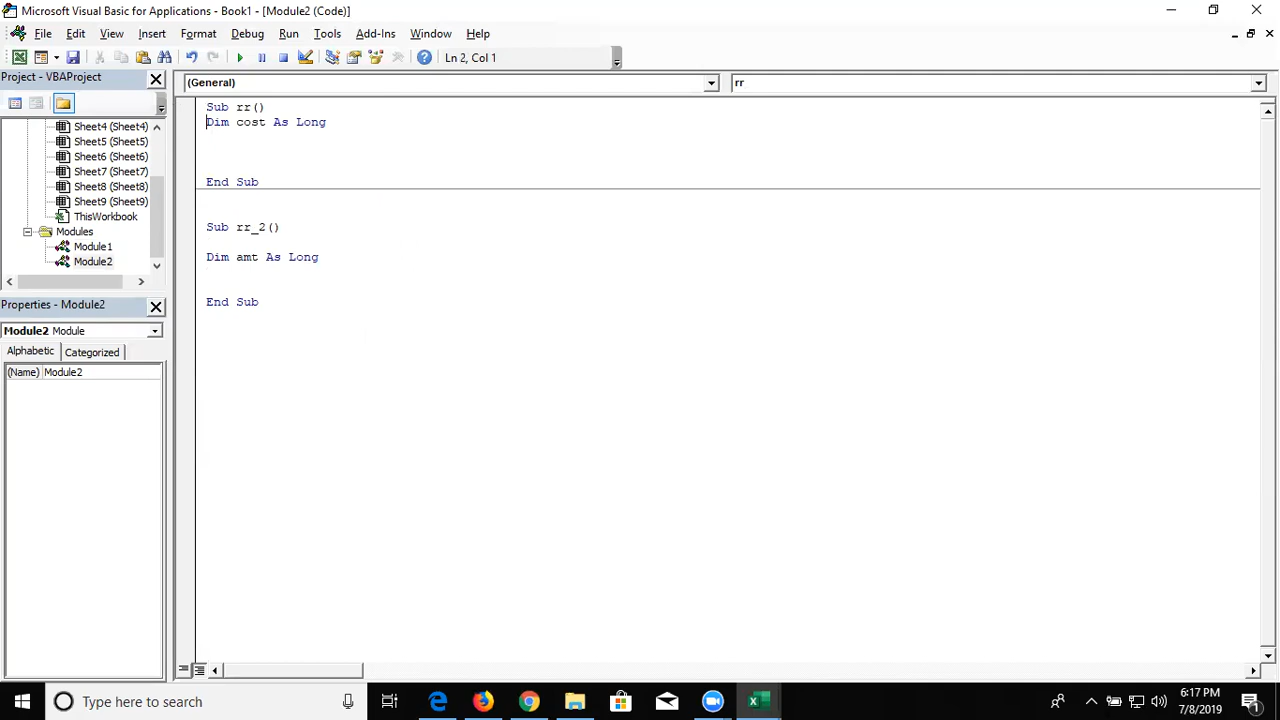 Microsoft Visual Basic for Applications - Book1 - [Module2 (Code)]
File Edit View Insert Format Debug Run Tools Add-Ins Window Help
Ln 2, Col 1
Project - VBAProject
Sheet4 (Sheet4)
Sheet5 (Sheet5)
Sheet6 (Sheet6)
Sheet7 (Sheet7)
Sheet8 (Sheet8)
Sheet9 (Sheet9)
ThisWorkbook
Modules
Module1
Module2
Properties - Module2
Module2 Module
Alphabetic Categorized
(Name) Module2
(General) rr
Sub rr()
Dim cost As Long
End Sub
Sub rr_2()
Dim amt As Long
End Sub
Type here to search
6:17 PM
7/8/2019
1